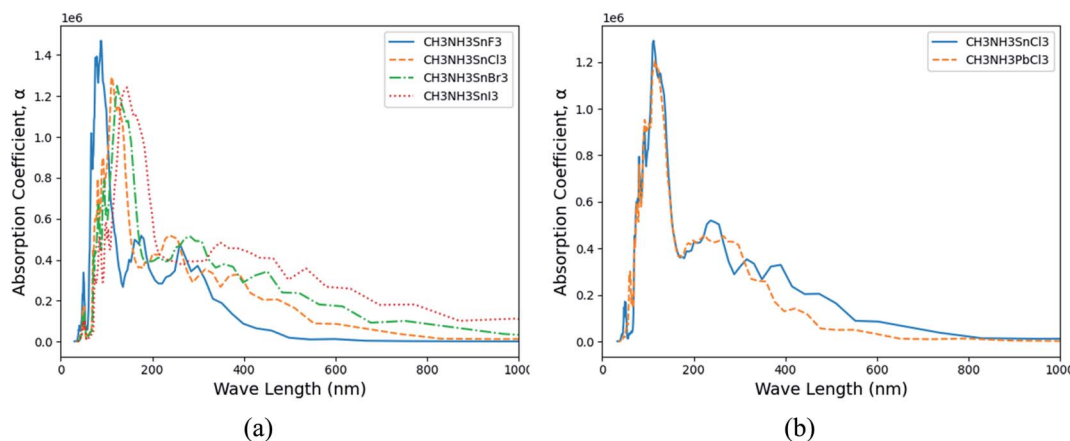 1e6
CH3NH3SnF3
CH3NH3SnCl3
CH3NH3SnBr3
CH3NH3SnI3
Absorption Coefficient, α
1.4
1.2
1.0
0.8
0.6
0.4
0.2
0.0
0 200 400 600 800 1000
Wave Length (nm)
(a)
1e6
CH3NH3SnCl3
CH3NH3PbCl3
Absorption Coefficient, α
1.2
1.0
0.8
0.6
0.4
0.2
0.0
0 200 400 600 800 1000
Wave Length (nm)
(b)